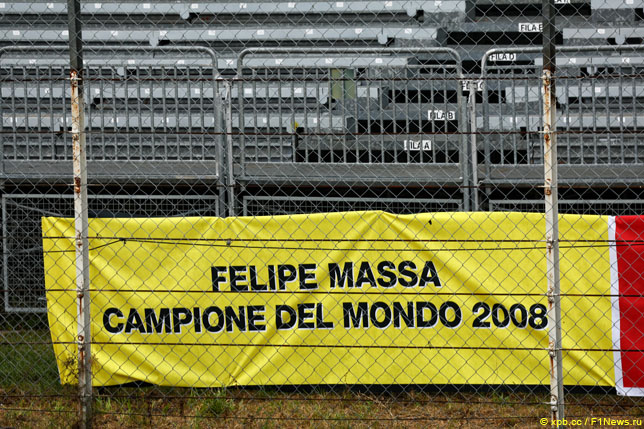 FILA E
FILA D
FILA B
FILA A
FELIPE MASSA
CAMPIONE DEL MONDO 2008
© xpb.cc / F1News.ru